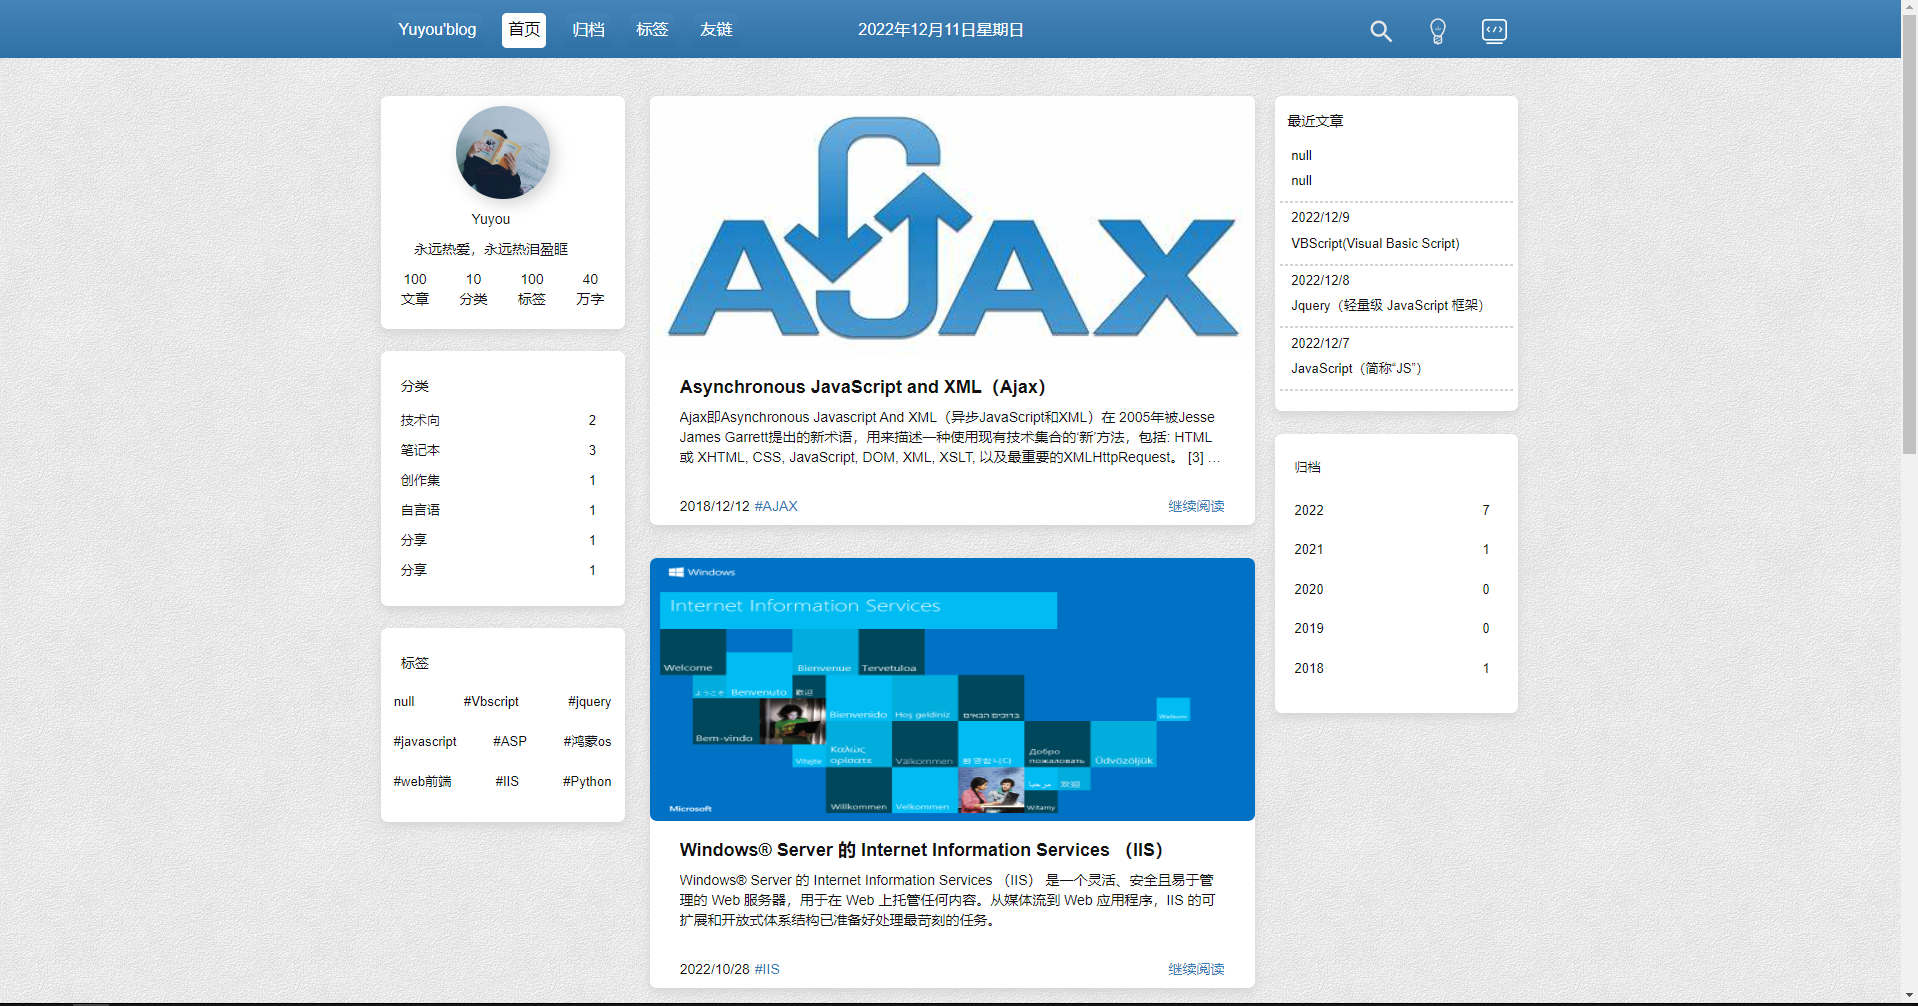 Yuyou'blog 首页 归档 标签 友链 2022年12月11日星期日
Yuyou
永远热爱，永远热泪盈眶
100 10 100 40
文章 分类 标签 万字
分类
技术向 2
笔记本 3
创作集 1
自言语 1
分享 1
分享 1
标签
null #Vbscript #jquery
#javascript #ASP #鸿蒙os
#web前端 #IIS #Python
AJAX
Asynchronous JavaScript and XML（Ajax）
Ajax即Asynchronous Javascript And XML（异步JavaScript和XML）在 2005年被Jesse
James Garrett提出的新术语，用来描述一种使用现有技术集合的‘新’方法，包括: HTML
或 XHTML, CSS, JavaScript, DOM, XML, XSLT, 以及最重要的XMLHttpRequest。 [3] …
2018/12/12 #AJAX 继续阅读
Windows
Internet Information Services
Welcome Bienvenue Tervetuloa
ようこそ Benvenuto 歡迎
Bienvenido Hoş geldiniz ברוכים הבאים Welkom
Bem-vindo
Vítejte Καλώς ορίσατε Välkommen 환영합니다 Добро пожаловать Üdvözöljük
مرحبا 欢迎
Willkommen Velkommen Witamy
Microsoft
Windows® Server 的 Internet Information Services （IIS）
Windows® Server 的 Internet Information Services （IIS） 是一个灵活、安全且易于管
理的 Web 服务器，用于在 Web 上托管任何内容。从媒体流到 Web 应用程序，IIS 的可
扩展和开放式体系结构已准备好处理最苛刻的任务。
2022/10/28 #IIS 继续阅读
最近文章
null
null
2022/12/9
VBScript(Visual Basic Script)
2022/12/8
Jquery（轻量级 JavaScript 框架）
2022/12/7
JavaScript（简称“JS”）
归档
2022 7
2021 1
2020 0
2019 0
2018 1